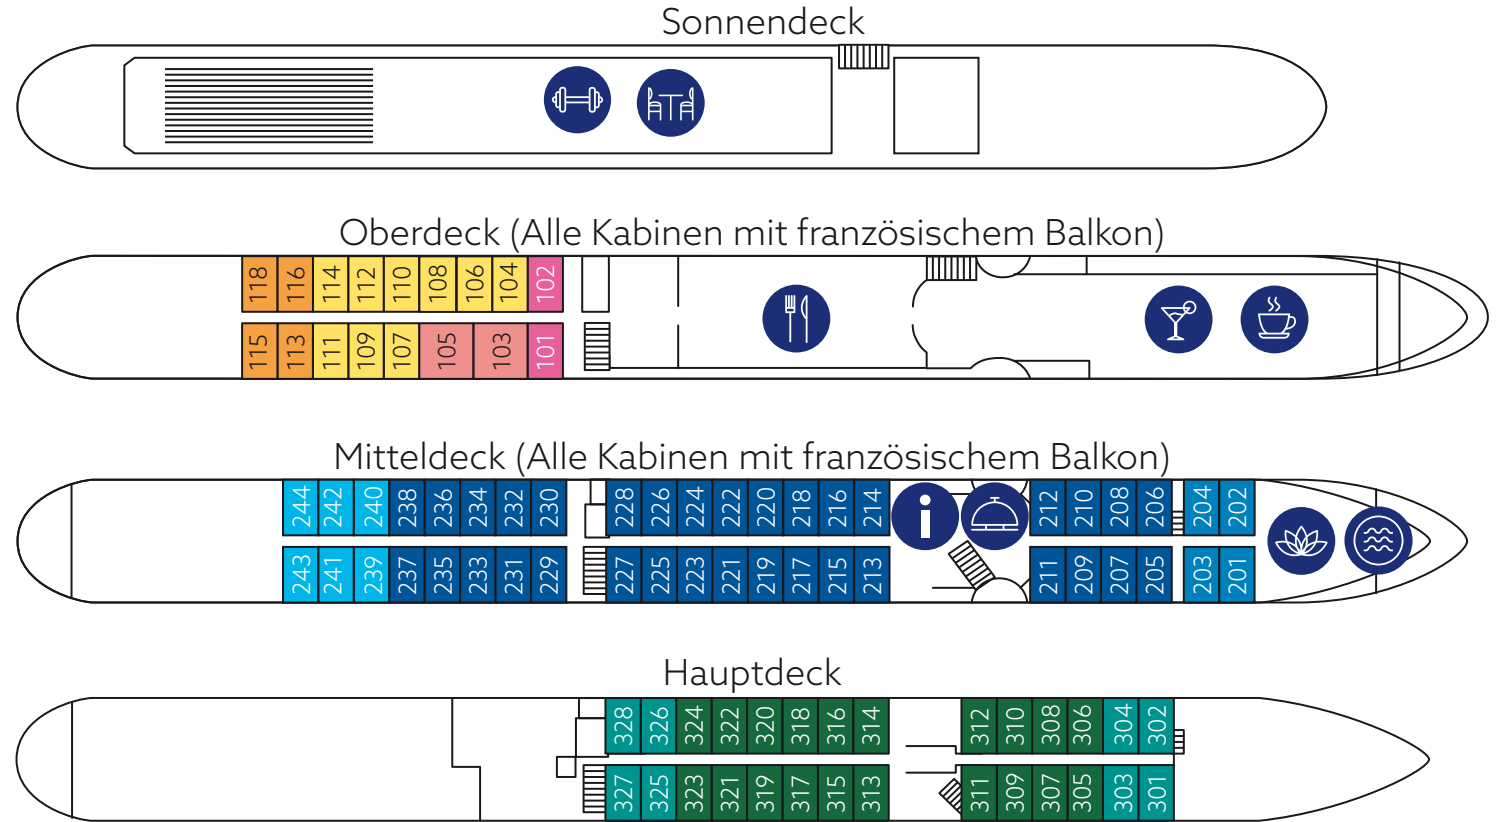 Sonnendeck
Oberdeck (Alle Kabinen mit französischem Balkon)
118 116 114 112 110 108 106 104 102
115 113 111 109 107 105 103 101
Mitteldeck (Alle Kabinen mit französischem Balkon)
244 242 240 238 236 234 232 230 228 226 224 222 220 218 216 214 212 210 208 206 204 202
243 241 239 237 235 233 231 229 227 225 223 221 219 217 215 213 211 209 207 205 203 201
Hauptdeck
328 326 324 322 320 318 316 314 312 310 308 306 304 302
327 325 323 321 319 317 315 313 311 309 307 305 303 301